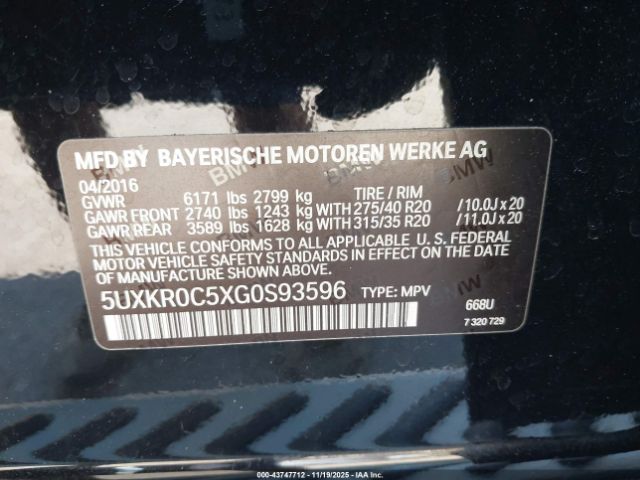 MFD BY BAYERISCHE MOTOREN WERKE AG
04/2016
GVWR 6171 lbs 2799 kg TIRE / RIM
GAWR FRONT 2740 lbs 1243 kg WITH 275/40 R20 /10.0J x 20
GAWR REAR 3589 lbs 1628 kg WITH 315/35 R20 /11.0J x 20
THIS VEHICLE CONFORMS TO ALL APPLICABLE U. S. FEDERAL
MOTOR VEHICLE SAFETY STANDARDS IN EFFECT ON THE DATE
OF MANUFACTURE SHOWN ABOVE.
5UXKR0C5XG0S93596 TYPE: MPV 668U
7 320 729
000-43747712 - 11/19/2025 - IAA Inc.